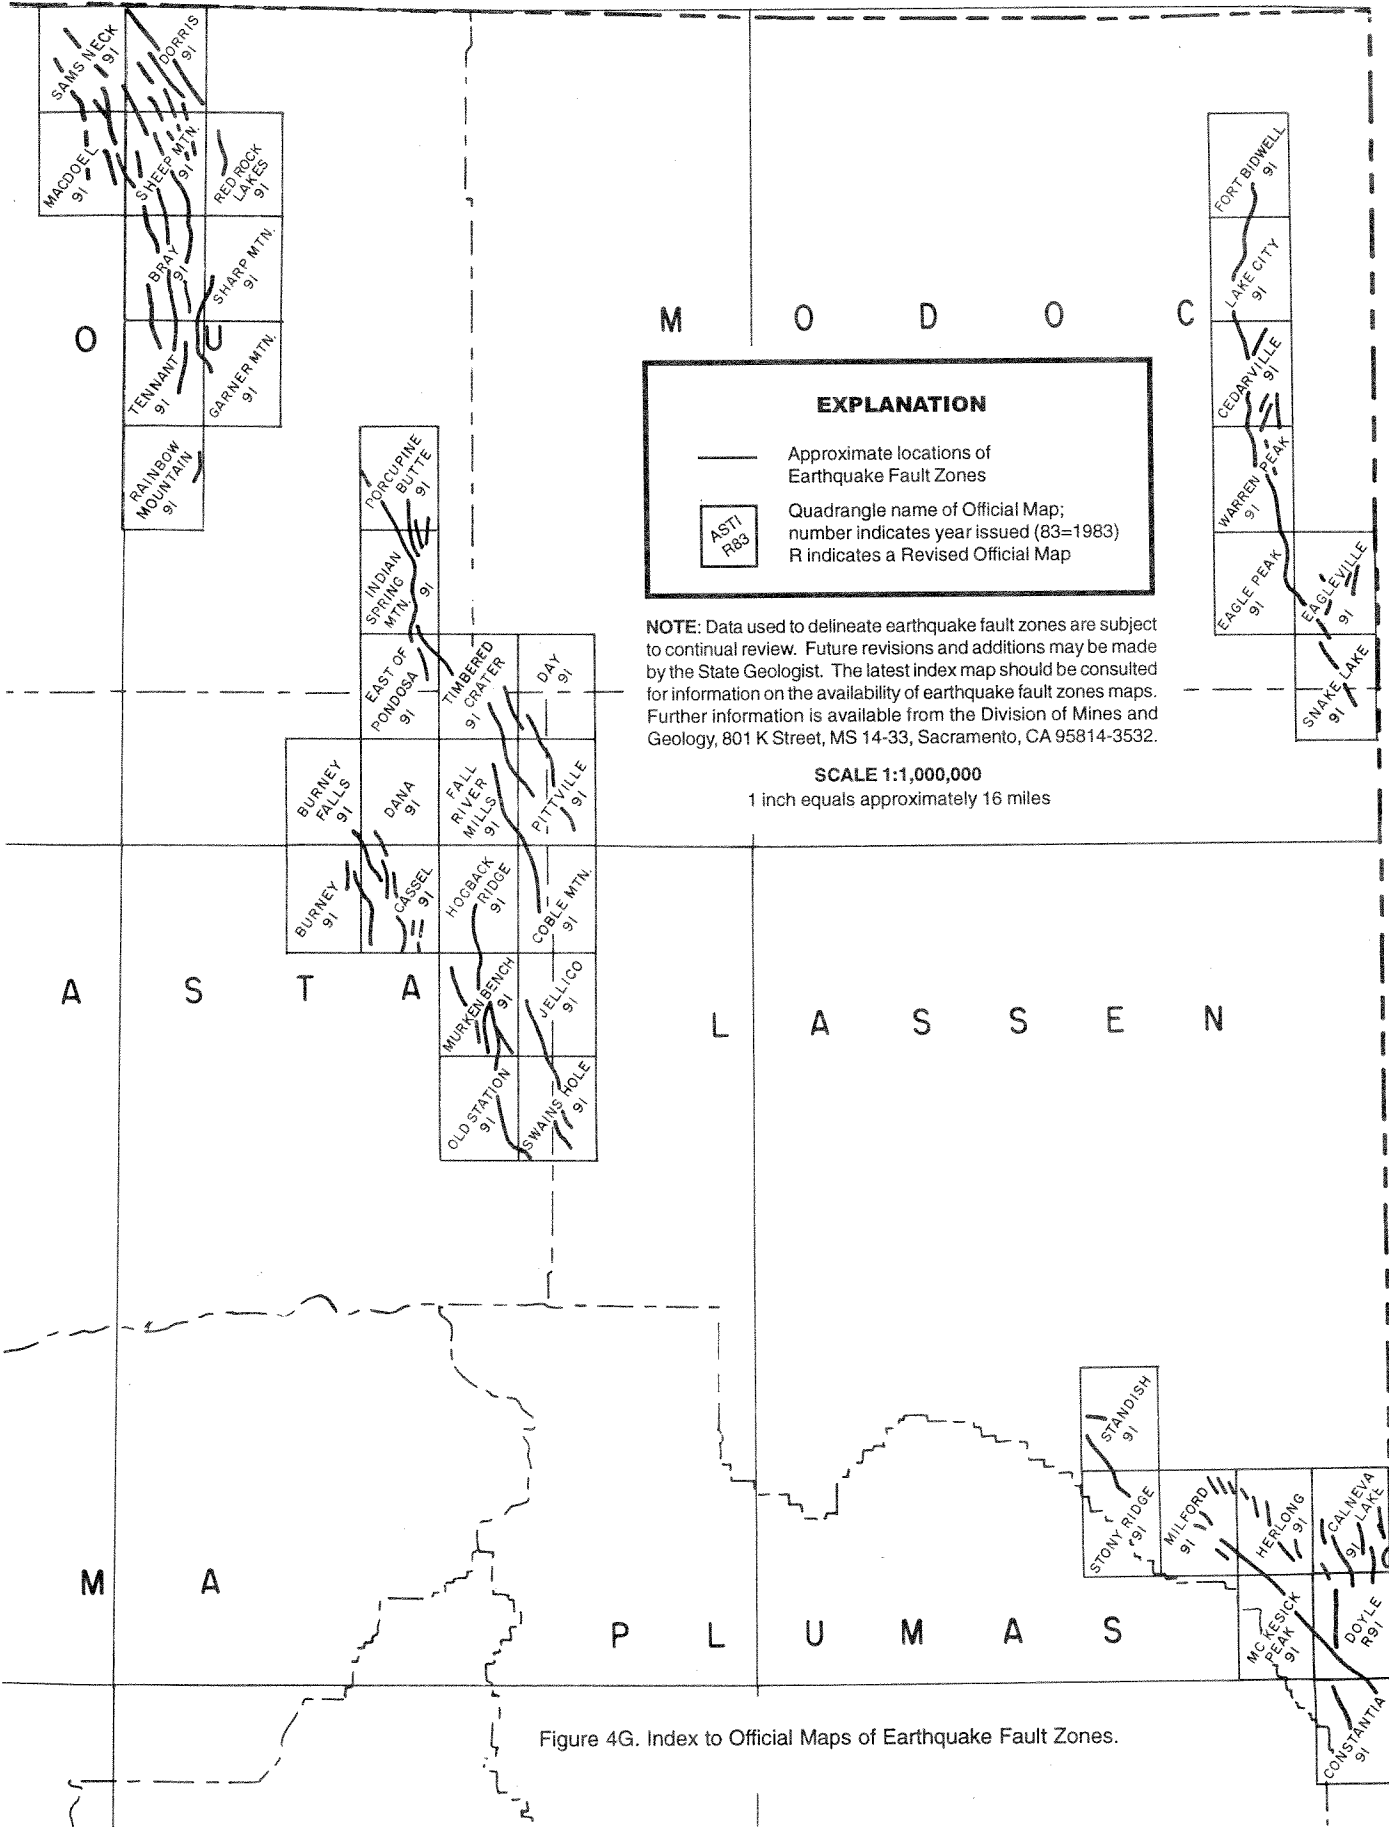 SAMS NECK
91
DORRIS
91
MACDOEL
91
SHEEP MTN.
91
RED ROCK
LAKES
91
BRAY
91
SHARP MTN.
91
O U
TENNANT
91
GARNER MTN.
91
RAINBOW
MOUNTAIN
91
M O D O C
FORT BIDWELL
91
LAKE CITY
91
CEDARVILLE
91
WARREN PEAK
91
EAGLE PEAK
91
EAGLEVILLE
91
SNAKE LAKE
91
EXPLANATION
Approximate locations of
Earthquake Fault Zones
ASTI
R83
Quadrangle name of Official Map;
number indicates year issued (83=1983)
R indicates a Revised Official Map
NOTE: Data used to delineate earthquake fault zones are subject
to continual review. Future revisions and additions may be made
by the State Geologist. The latest index map should be consulted
for information on the availability of earthquake fault zones maps.
Further information is available from the Division of Mines and
Geology, 801 K Street, MS 14-33, Sacramento, CA 95814-3532.
SCALE 1:1,000,000
1 inch equals approximately 16 miles
PORCUPINE
BUTTE
91
INDIAN
SPRING
MTN.
91
EAST OF
PONDOSA
91
TIMBERED
CRATER
91
DAY
91
BURNEY
FALLS
91
DANA
91
FALL
RIVER
MILLS
91
PITTVILLE
91
BURNEY
91
CASSEL
91
HOGBACK
RIDGE
91
COBLE MTN.
91
A S T A
MURKEN BENCH
91
JELLICO
91
OLD STATION
91
SWAINS HOLE
91
L A S S E N
STANDISH
91
STONY RIDGE
91
MILFORD
91
HERLONG
91
CALNEVA
LAKE
91
M A
P L U M A S
MC KESICK
PEAK
91
DOYLE
R91
CONSTANTIA
91
Figure 4G. Index to Official Maps of Earthquake Fault Zones.